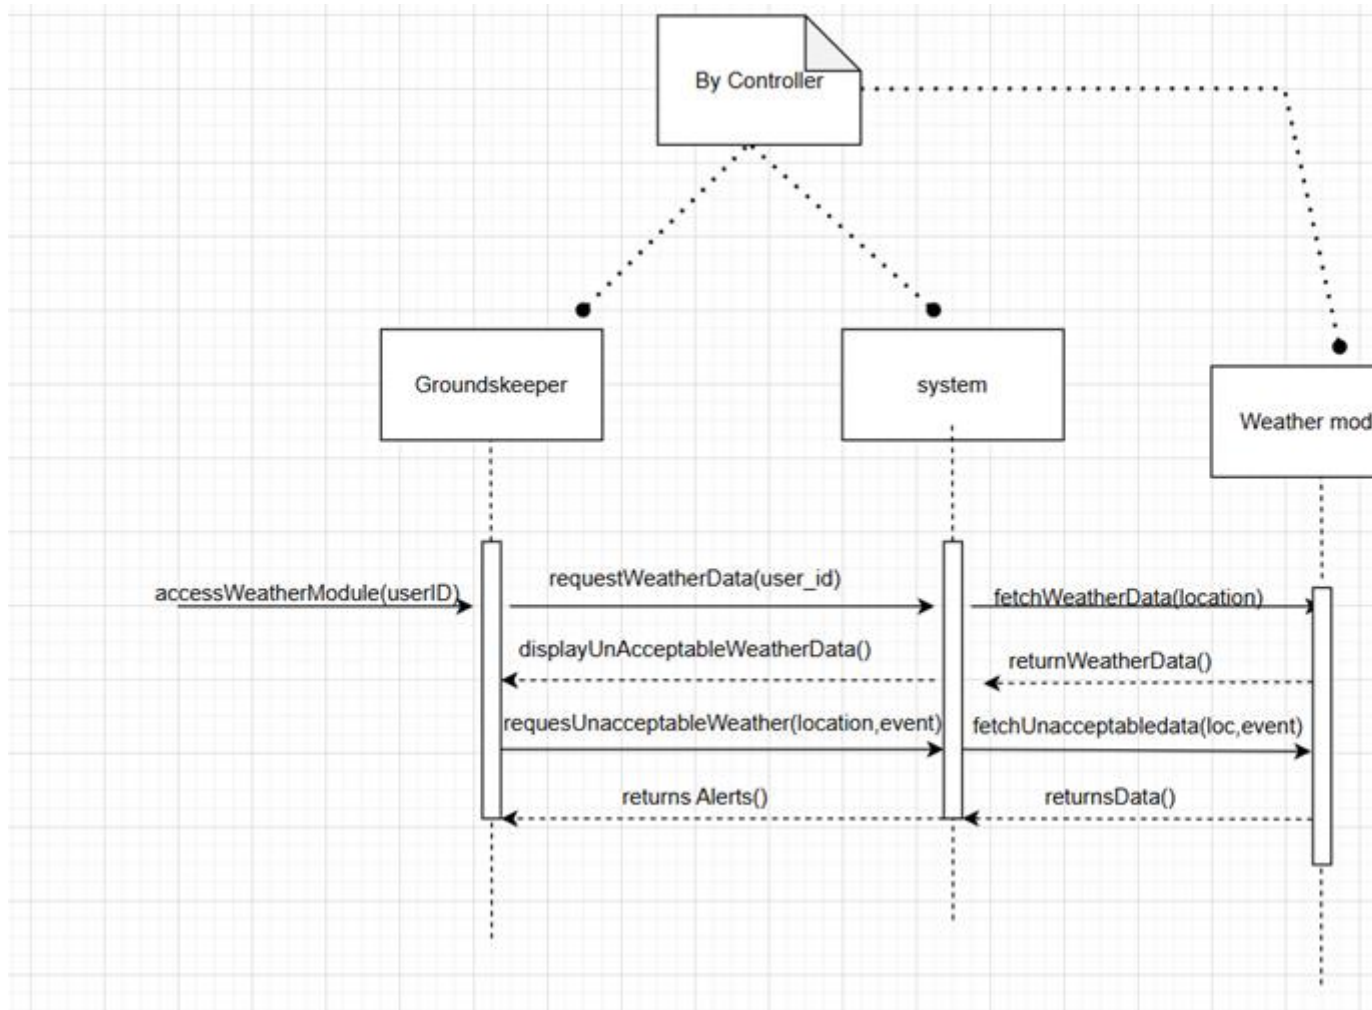 By Controller
Groundskeeper
system
Weather mod
accessWeatherModule(userID)
requestWeatherData(user_id)
fetchWeatherData(location)
displayUnAcceptableWeatherData()
returnWeatherData()
requesUnacceptableWeather(location,event)
fetchUnacceptabledata(loc,event)
returns Alerts()
returnsData()